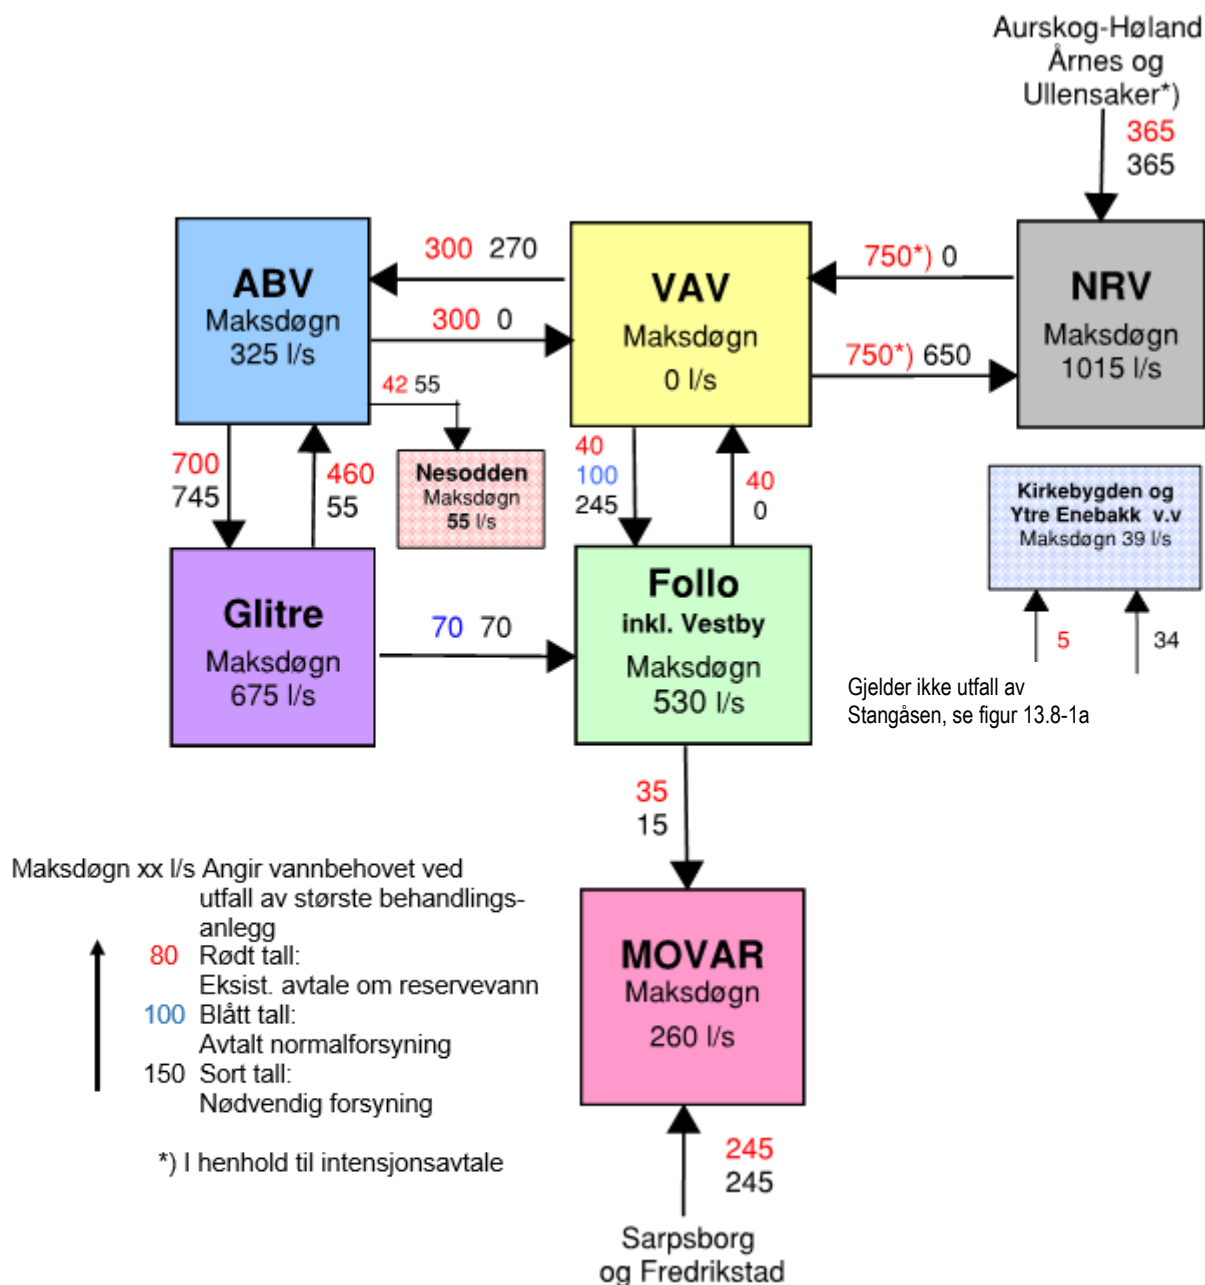 Aurskog-Høland
Årnes og
Ullensaker*)
365
365
ABV
Maksdøgn
325 l/s
300 270
300 0
42 55
VAV
Maksdøgn
0 l/s
750*) 0
750*) 650
NRV
Maksdøgn
1015 l/s
700
745
460
55
Nesodden
Maksdøgn
55 l/s
40
100
245
40
0
Kirkebygden og
Ytre Enebakk v.v
Maksdøgn 39 l/s
5
34
Gjelder ikke utfall av
Stangåsen, se figur 13.8-1a
Glitre
Maksdøgn
675 l/s
70 70
Follo
inkl. Vestby
Maksdøgn
530 l/s
35
15
MOVAR
Maksdøgn
260 l/s
245
245
Sarpsborg
og Fredrikstad
Maksdøgn xx l/s Angir vannbehovet ved
utfall av største behandlings-
anlegg
80 Rødt tall:
Eksist. avtale om reservevann
100 Blått tall:
Avtalt normalforsyning
150 Sort tall:
Nødvendig forsyning
*) I henhold til intensjonsavtale